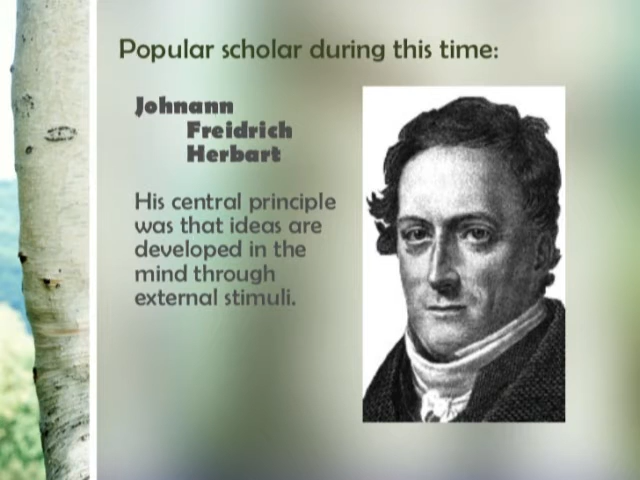 Popular scholar during this time:
Johnann
Freidrich
Herbart
His central principle
was that ideas are
developed in the
mind through
external stimuli.